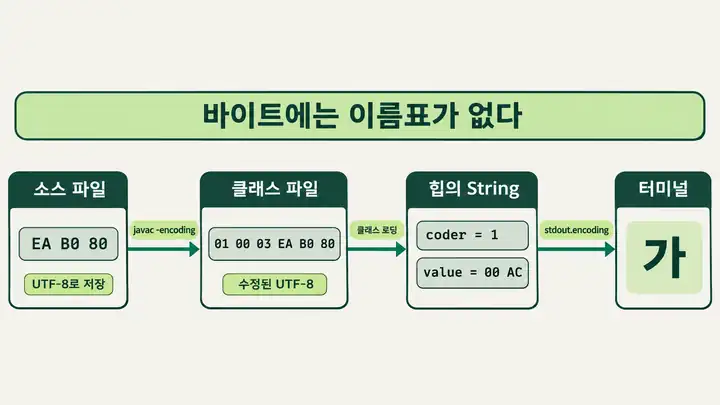 바이트에는 이름표가 없다
소스 파일
EA B0 80
UTF-8로 저장
javac -encoding
클래스 파일
01 00 03 EA B0 80
수정된 UTF-8
클래스 로딩
힙의 String
coder = 1
value = 00 AC
stdout.encoding
터미널
가